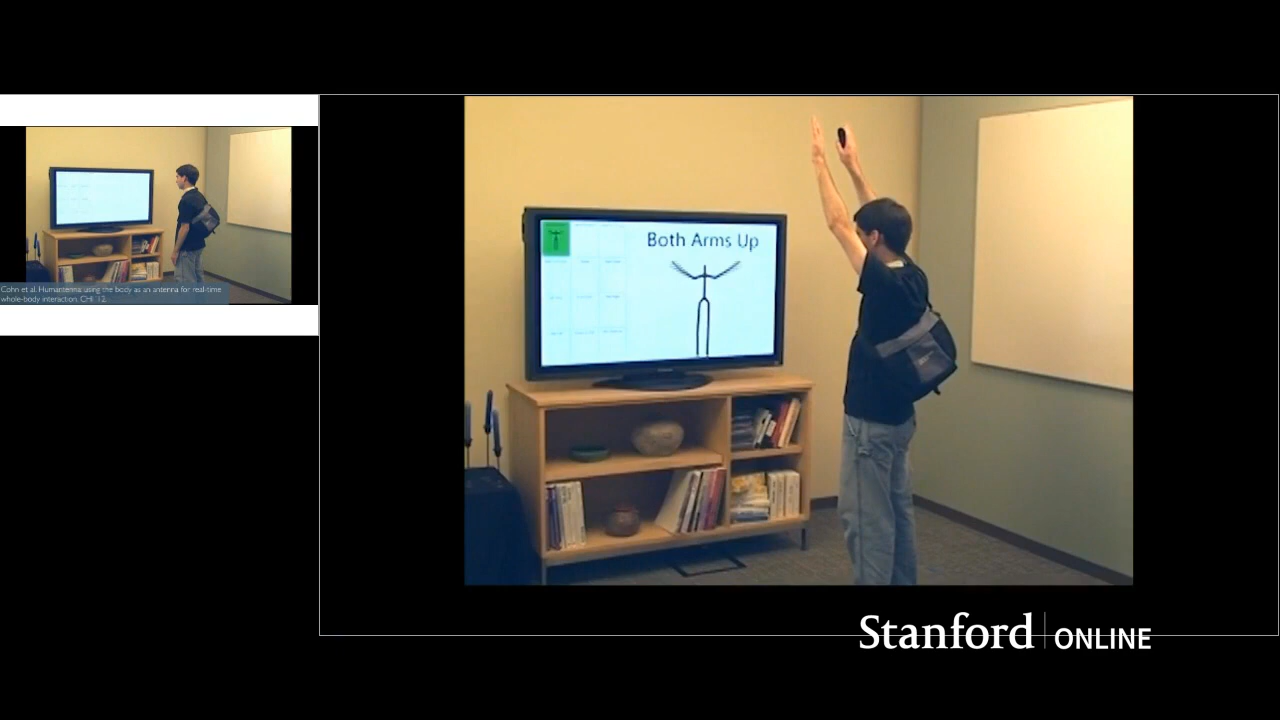 Both Arms Up
Cohn et al. Humantenna: using the body as an antenna for real-time
whole-body interaction. CHI '12.
Stanford ONLINE